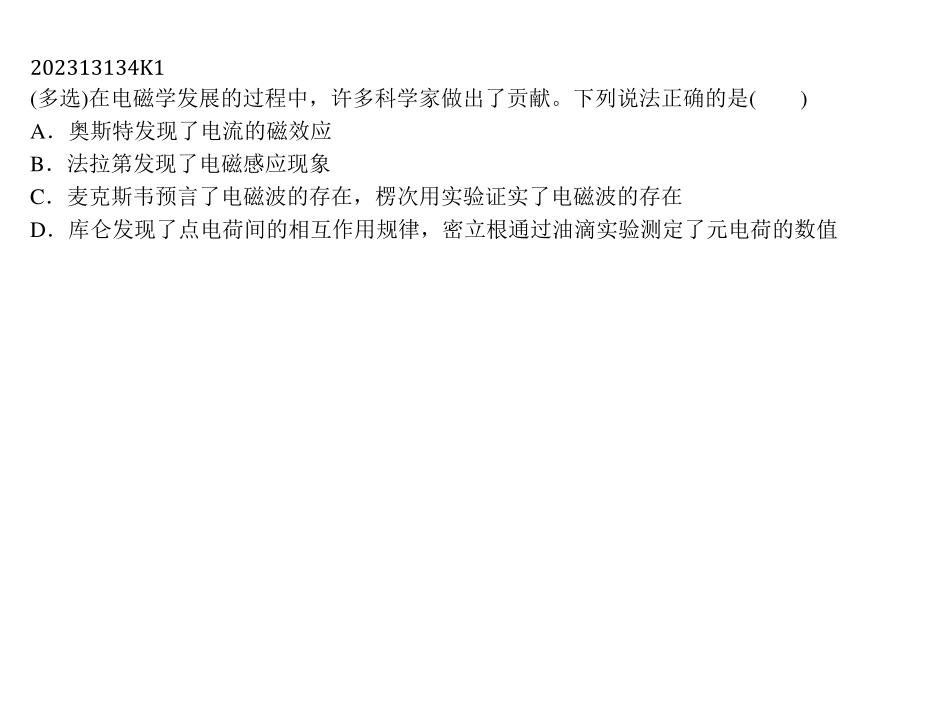 202313134K1
(多选)在电磁学发展的过程中，许多科学家做出了贡献。下列说法正确的是(　　)
A．奥斯特发现了电流的磁效应
B．法拉第发现了电磁感应现象
C．麦克斯韦预言了电磁波的存在，楞次用实验证实了电磁波的存在
D．库仑发现了点电荷间的相互作用规律，密立根通过油滴实验测定了元电荷的数值